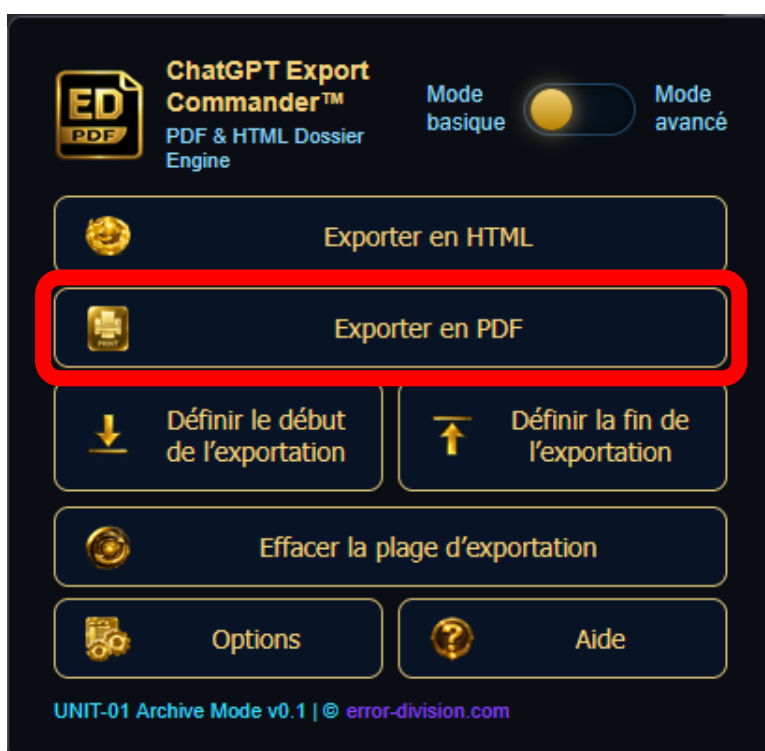 ED
PDF
ChatGPT Export
Commander™
PDF & HTML Dossier
Engine
Mode
basique
Mode
avancé
Exporter en HTML
PRINT
Exporter en PDF
Définir le début
de l’exportation
Définir la fin de
l’exportation
Effacer la plage d’exportation
Options
Aide
UNIT-01 Archive Mode v0.1 | © error-division.com